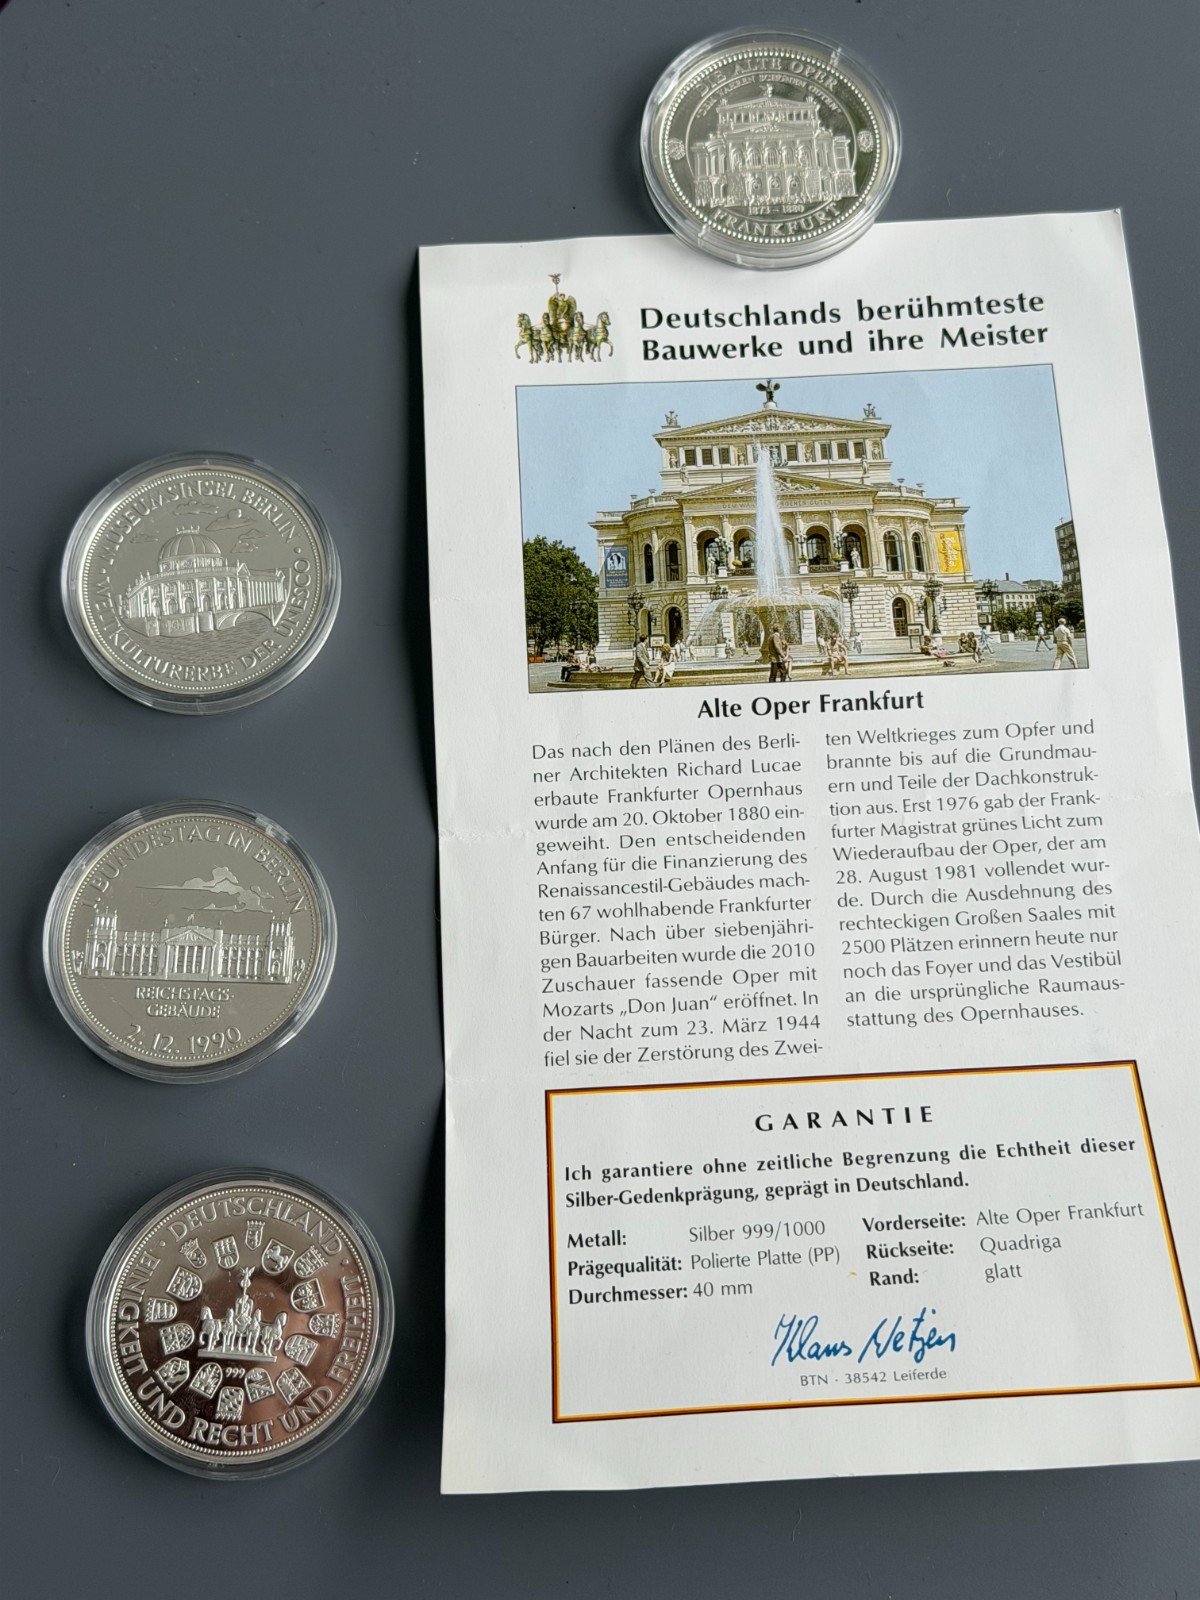 DIE ALTE OPER
DEM WAHREN SCHOENEN GUTEN
1873 - 1880
FRANKFURT
Deutschlands berühmteste
Bauwerke und ihre Meister
Alte Oper Frankfurt
Das nach den Plänen des Berli-
ner Architekten Richard Lucae
erbaute Frankfurter Opernhaus
wurde am 20. Oktober 1880 ein-
geweiht. Den entscheidenden
Anfang für die Finanzierung des
Renaissancestil-Gebäudes mach-
ten 67 wohlhabende Frankfurter
Bürger. Nach über siebenjähri-
gen Bauarbeiten wurde die 2010
Zuschauer fassende Oper mit
Mozarts „Don Juan“ eröffnet. In
der Nacht zum 23. März 1944
fiel sie der Zerstörung des Zwei-
ten Weltkrieges zum Opfer und
brannte bis auf die Grundmau-
ern und Teile der Dachkonstruk-
tion aus. Erst 1976 gab der Frank-
furter Magistrat grünes Licht zum
Wiederaufbau der Oper, der am
28. August 1981 vollendet wur-
de. Durch die Ausdehnung des
rechteckigen Großen Saales mit
2500 Plätzen erinnern heute nur
noch das Foyer und das Vestibül
an die ursprüngliche Raumaus-
stattung des Opernhauses.
GARANTIE
Ich garantiere ohne zeitliche Begrenzung die Echtheit dieser
Silber-Gedenkprägung, geprägt in Deutschland.
Metall: Silber 999/1000
Prägequalität: Polierte Platte (PP)
Durchmesser: 40 mm
Vorderseite: Alte Oper Frankfurt
Rückseite: Quadriga
Rand: glatt
Klaus Netzen
BTN · 38542 Leiferde
· MUSEUMSINSEL BERLIN ·
WELTKULTURERBE DER UNESCO
1. BUNDESTAG IN BERLIN
REICHSTAGS-
GEBÄUDE
2.12.1990
· DEUTSCHLAND ·
EINIGKEIT UND RECHT UND FREIHEIT
999